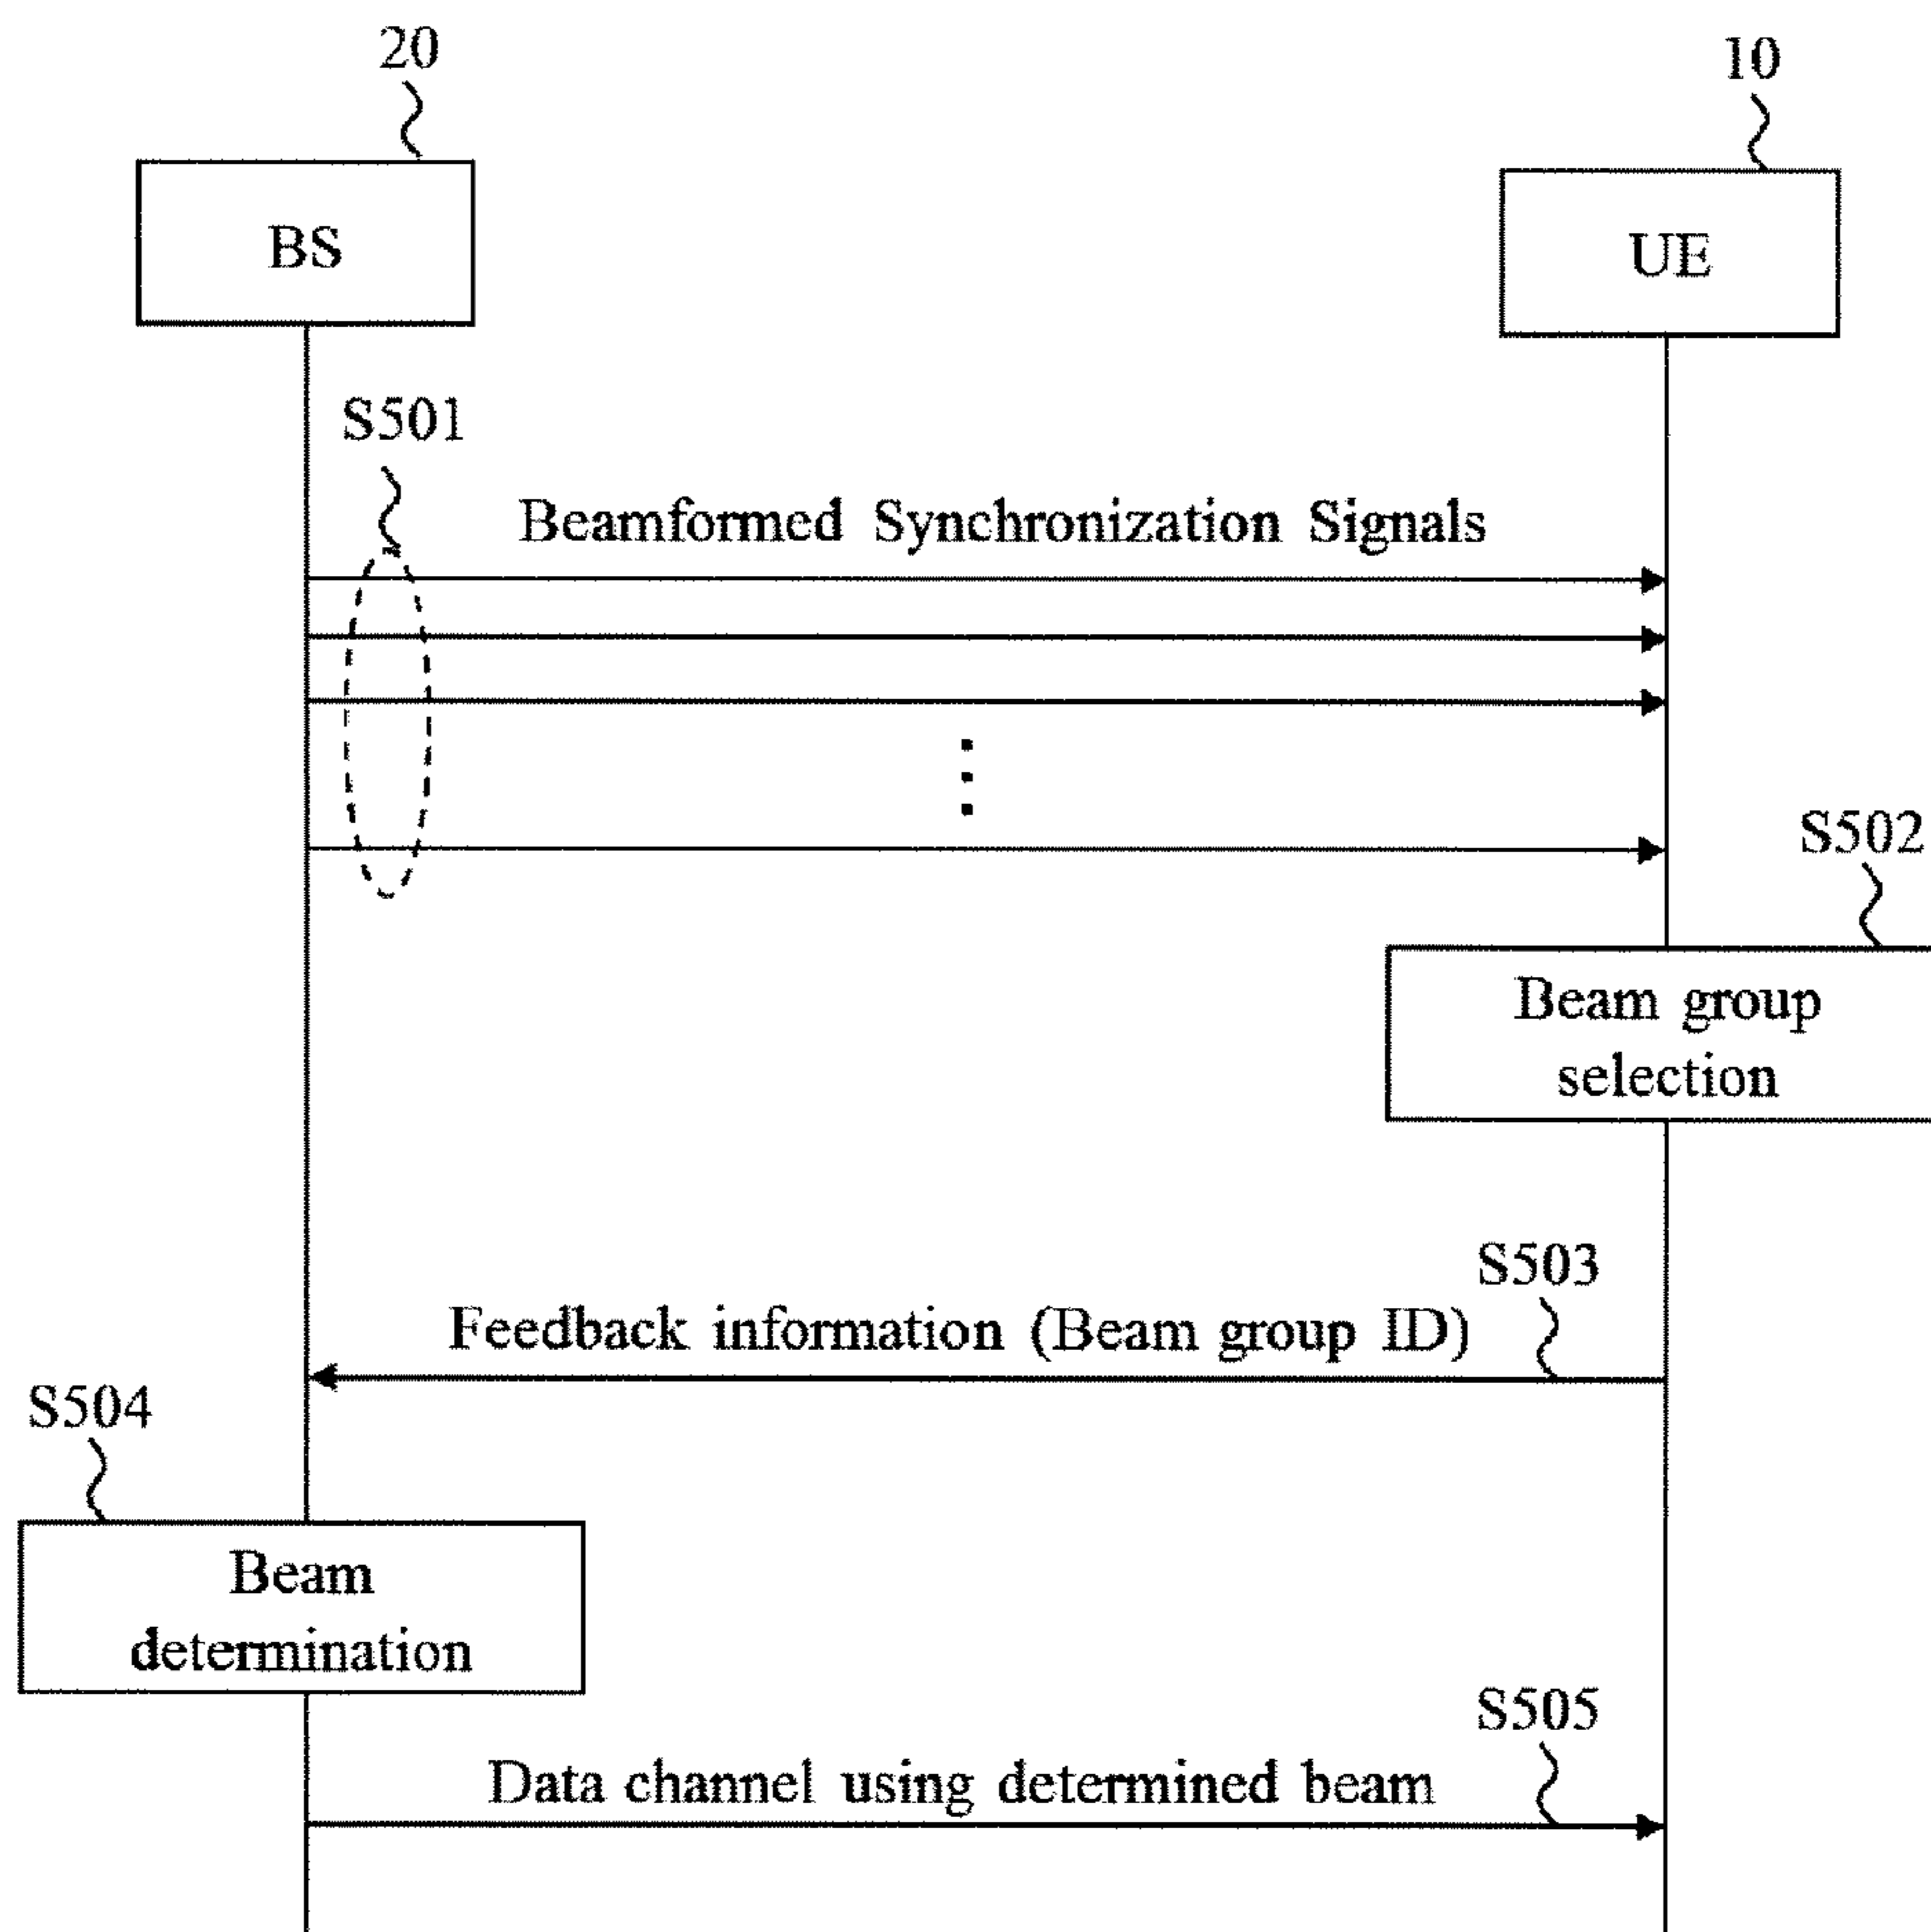 20
10
BS
UE
S501
Beamformed Synchronization Signals
S502
Beam group
selection
S503
Feedback information (Beam group ID)
S504
Beam
determination
S505
Data channel using determined beam